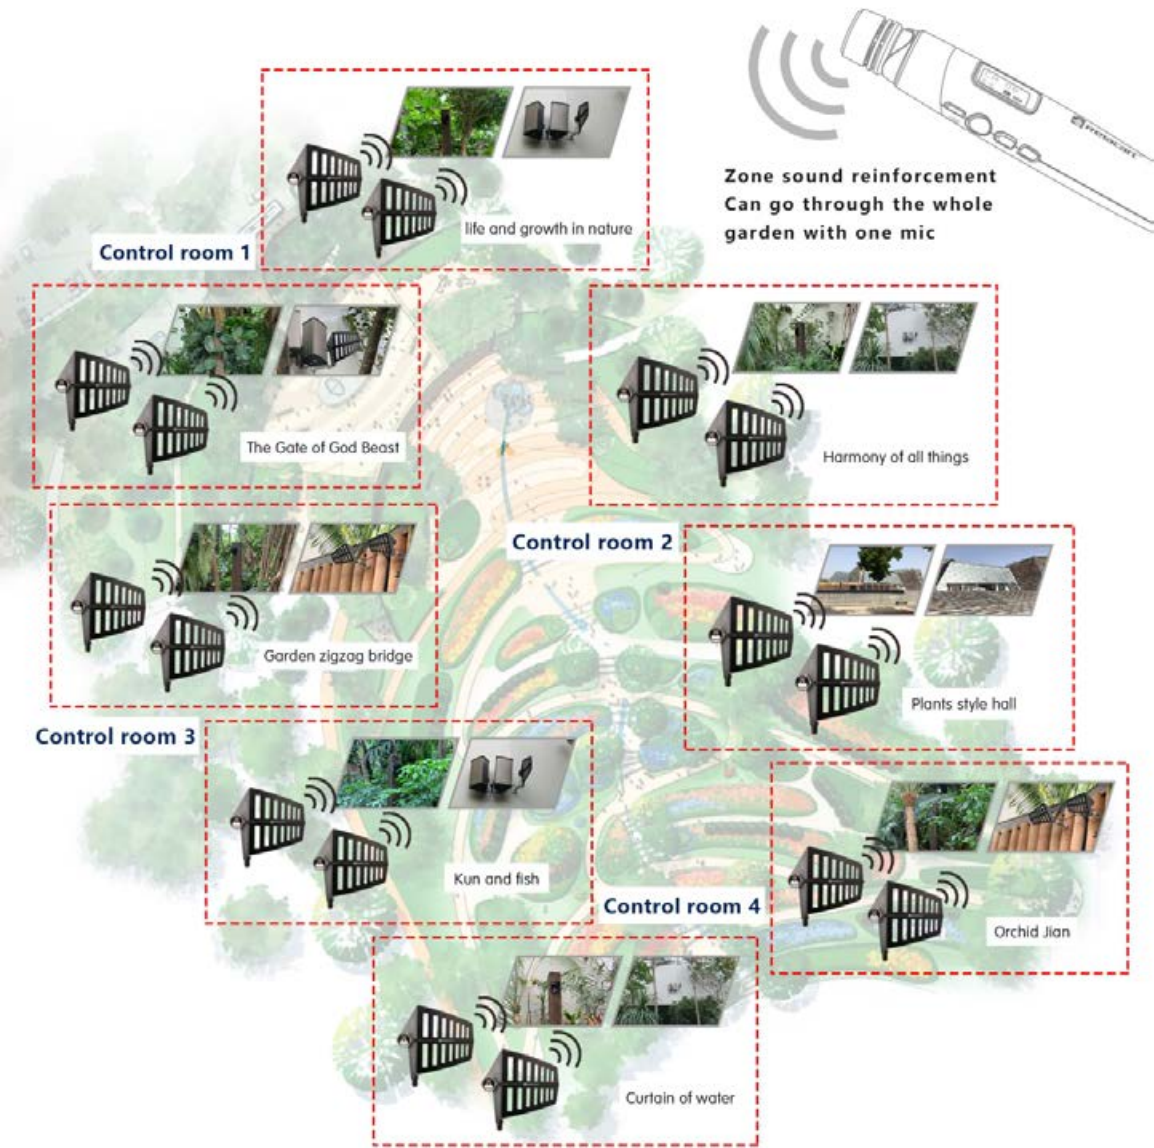 Zone sound reinforcement
Can go through the whole
garden with one mic
life and growth in nature
Control room 1
The Gate of God Beast
Harmony of all things
Control room 2
Garden zigzag bridge
Plants style hall
Control room 3
Kun and fish
Control room 4
Orchid Jian
Curtain of water